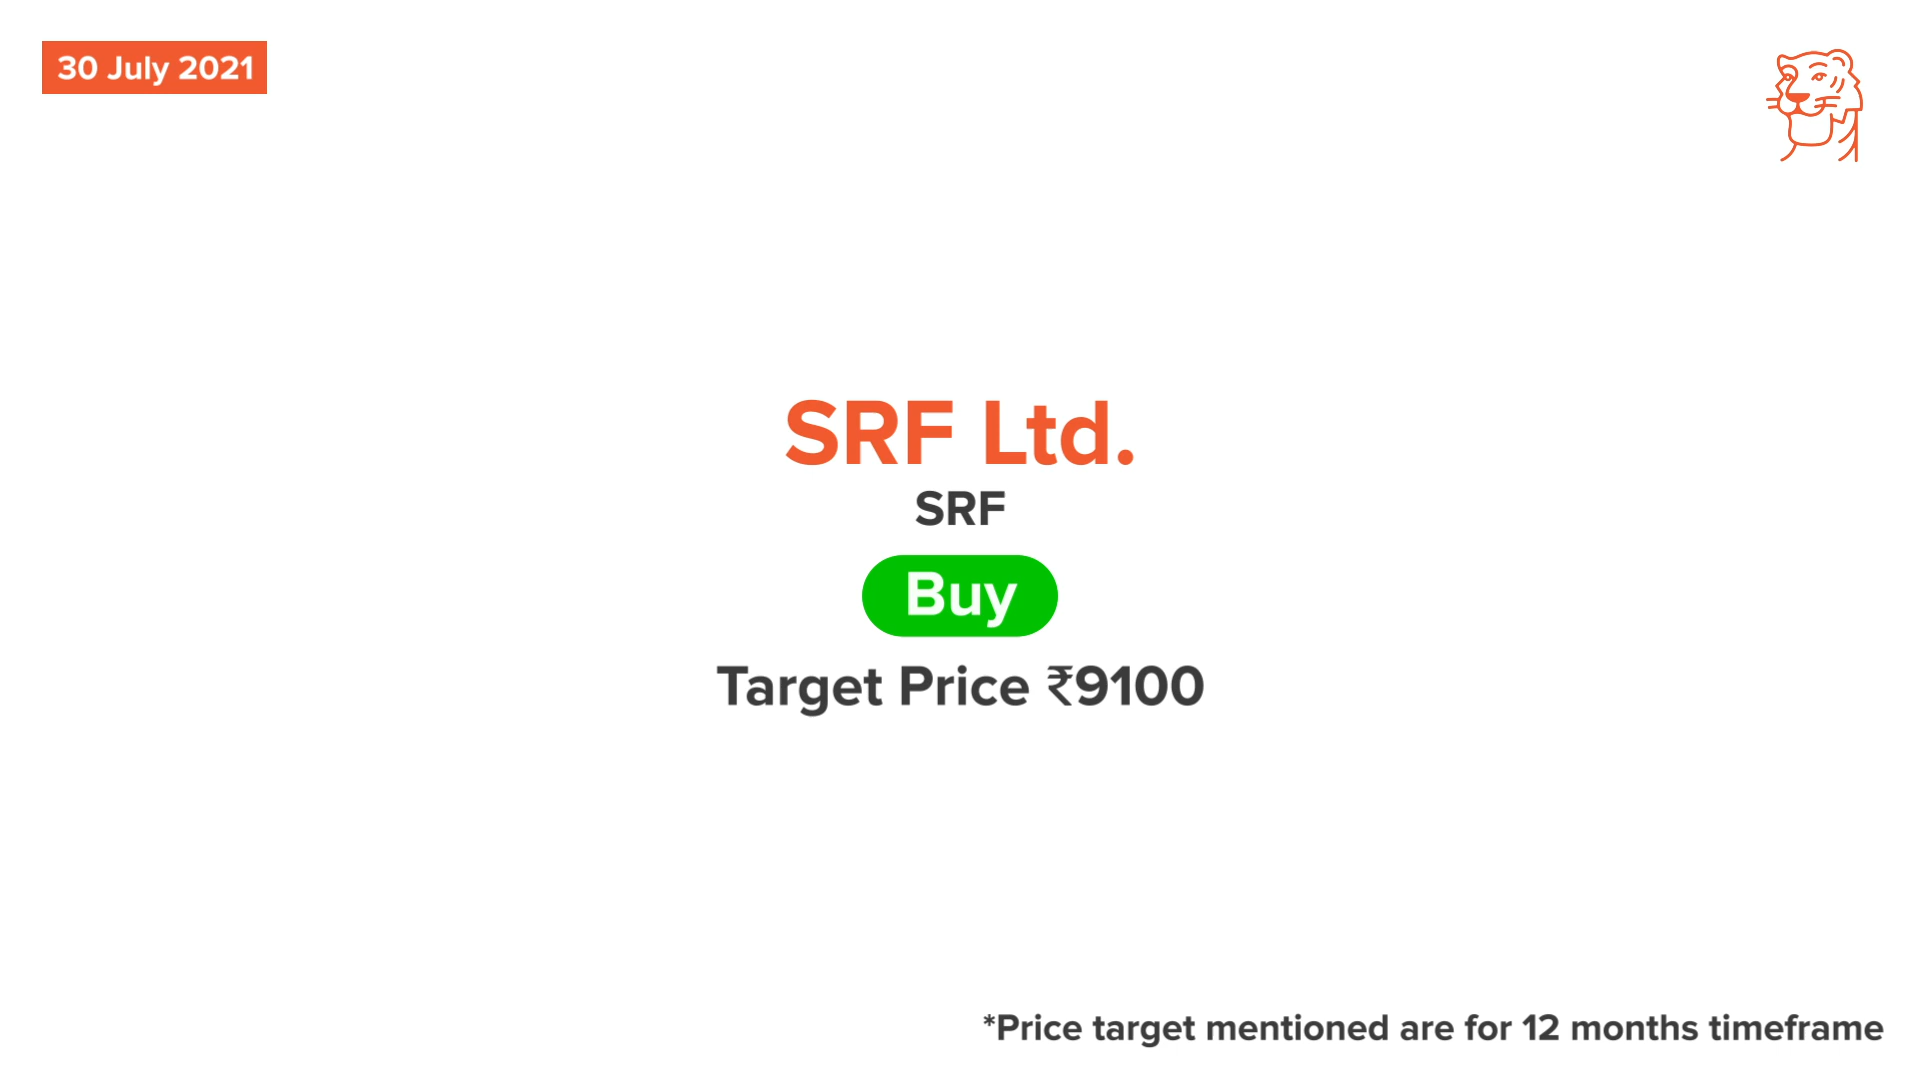 30 July 2021
SRF Ltd.
SRF
Buy
Target Price ₹9100
*Price target mentioned are for 12 months timeframe